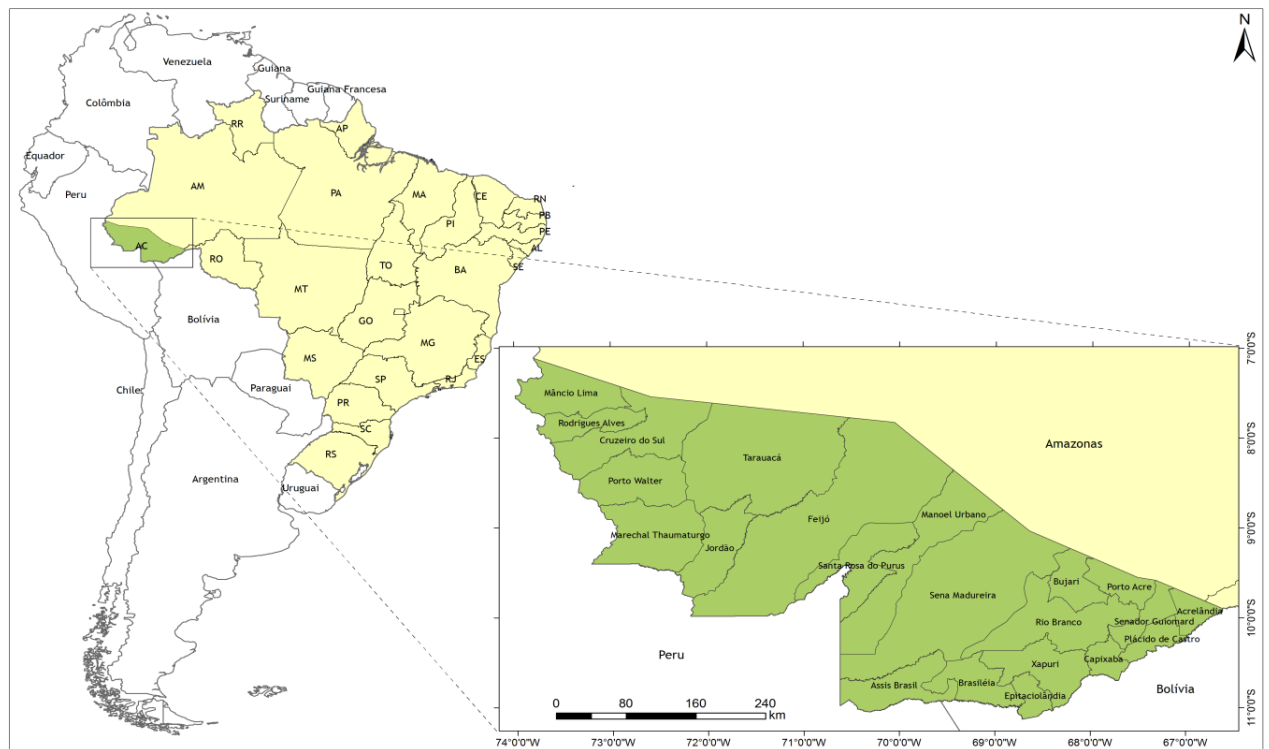 N
Venezuela
Guiana
Guiana Francesa
Suriname
Colômbia
RR
AP
Équador
Peru
AM
PA
MA
CE
RN
PB
PI
PE
AC
AL
RO
TO
BA
SE
MT
Bolívia
GO
MG
MS
ES
Chile
Paraguai
SP
RJ
PR
SC
RS
Argentina
Uruguai
7°0'0"S
Mâncio Lima
Rodrigues Alves
Cruzeiro do Sul
Amazonas
8°0'0"S
Tarauacá
Porto Walter
Feijó
Manoel Urbano
9°0'0"S
Marechal Thaumaturgo
Jordão
Santa Rosa do Purus
Bujari
Porto Acre
Sena Madureira
Acrelândia
10°0'0"S
Rio Branco
Senador Guiomard
Plácido de Castro
Peru
Xapuri
Capixaba
Assis Brasil
Brasiléia
Epitaciolândia
Bolívia
11°0'0"S
0 80 160 240
km
74°0'0"W 73°0'0"W 72°0'0"W 71°0'0"W 70°0'0"W 69°0'0"W 68°0'0"W 67°0'0"W